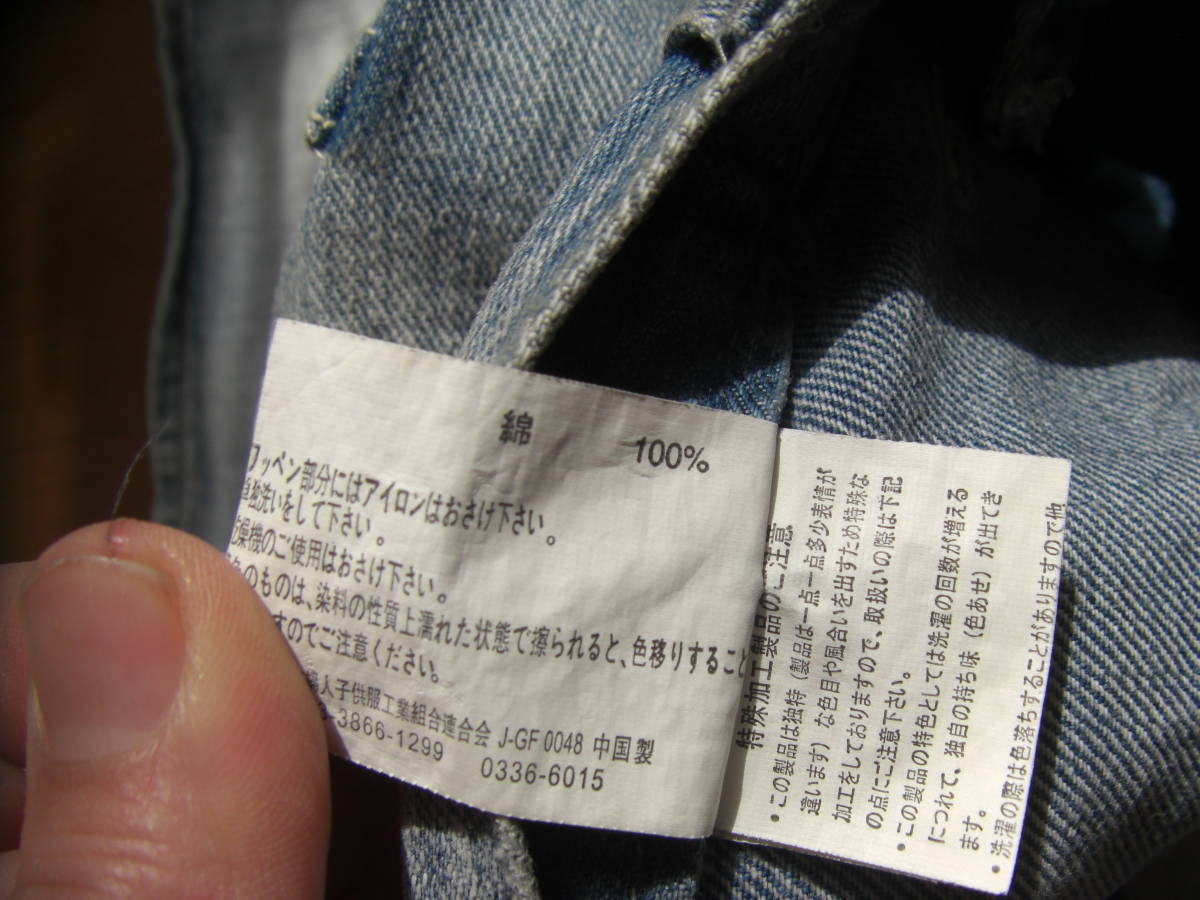 綿 100%
ワッペン部分にはアイロンはおさけ下さい。
単独洗いをして下さい。
乾燥機のご使用はおさけ下さい。
色のものは、染料の性質上濡れた状態で擦られると、色移りすること
すのでご注意ください。
婦人子供服工業組合連合会 J-GF 0048 中国製
-3866-1299 0336-6015
特殊加工製品のご注意
・この製品は独特（製品は一点一点多少表情が
違います）な色目や風合いを出すため特殊な
加工をしておりますので、取扱いの際は下記
の点にご注意下さい。
・この製品の特色としては洗濯の回数が増える
につれて、独自の持ち味（色あせ）が出てき
ます。
・洗濯の際は色落ちすることがありますので他